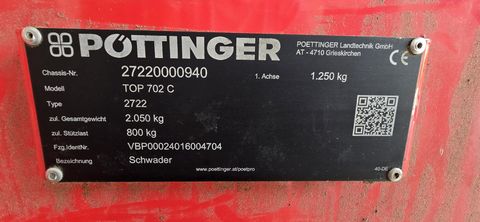 PÖTTINGER
POETTINGER Landtechnik GmbH
AT - 4710 Grieskirchen
CE
Chassis-Nr. 27220000940 1. Achse 1.250 kg
Modell TOP 702 C
Type 2722
zul. Gesamtgewicht 2.050 kg
zul. Stützlast 800 kg
Fzg.IdentNr. VBP00024016004704
Bezeichnung Schwader
www.poettinger.at/poetpro
40-DE